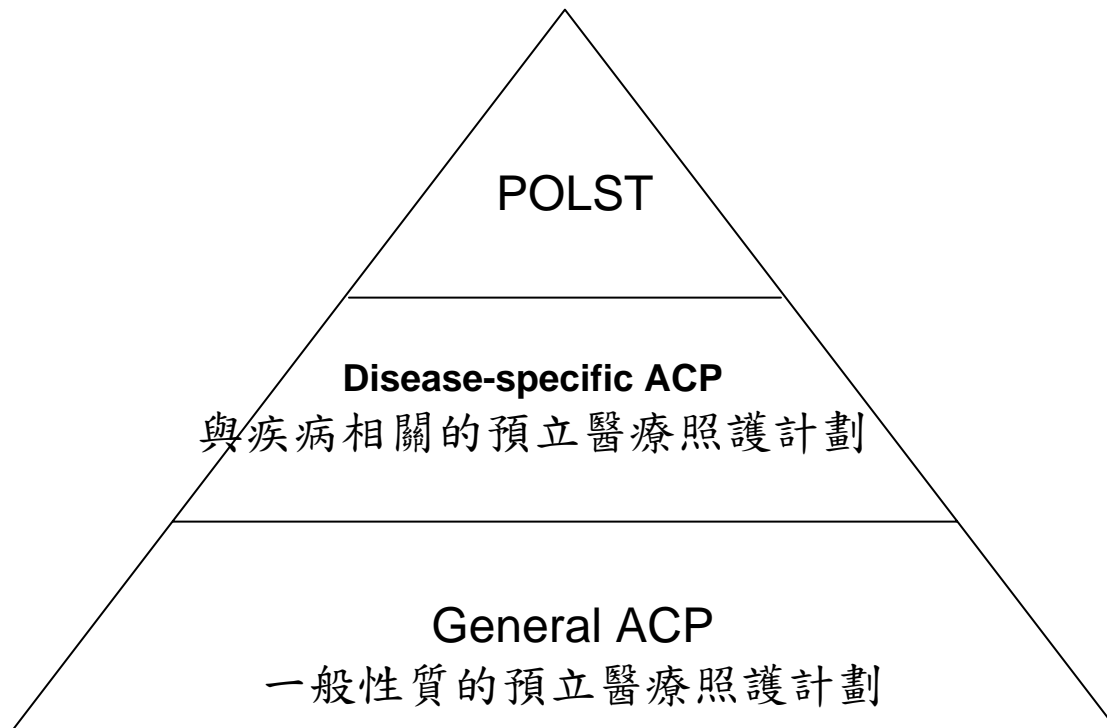 POLST
Disease-specific ACP
與疾病相關的預立醫療照護計劃
General ACP
一般性質的預立醫療照護計劃